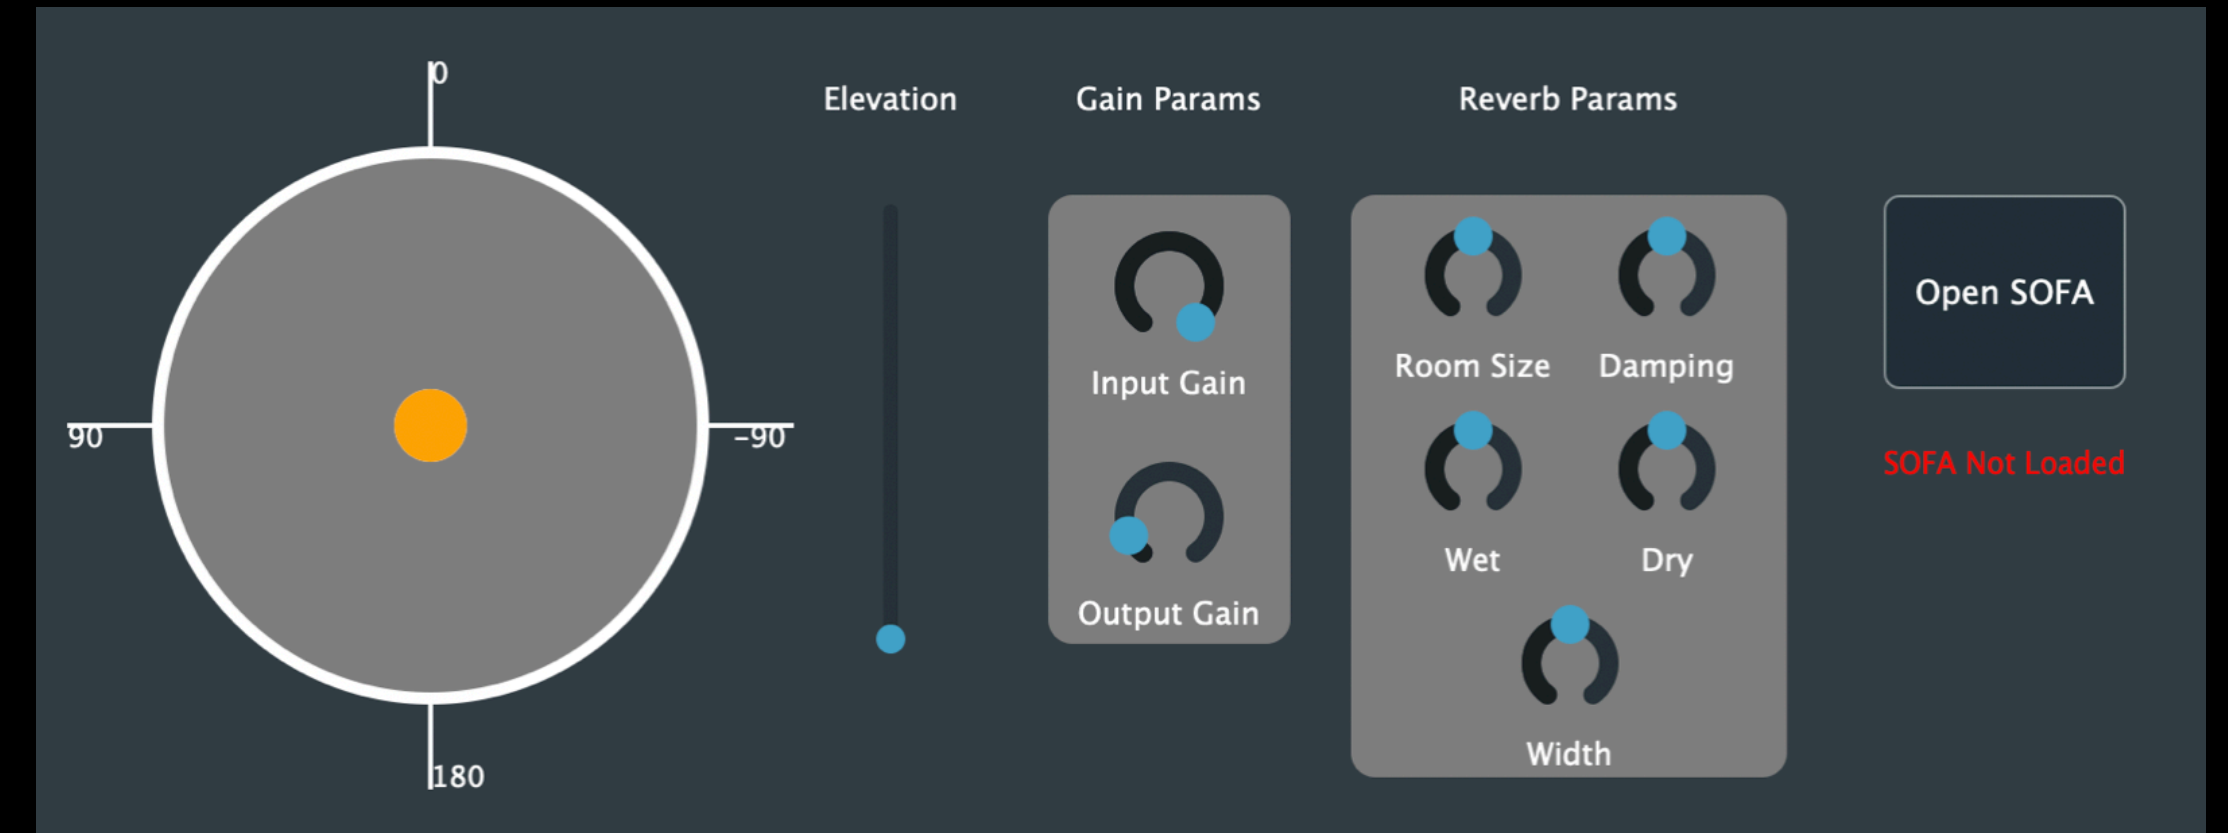 0
90
-90
180
Elevation
Gain Params
Input Gain
Output Gain
Reverb Params
Room Size
Damping
Wet
Dry
Width
Open SOFA
SOFA Not Loaded